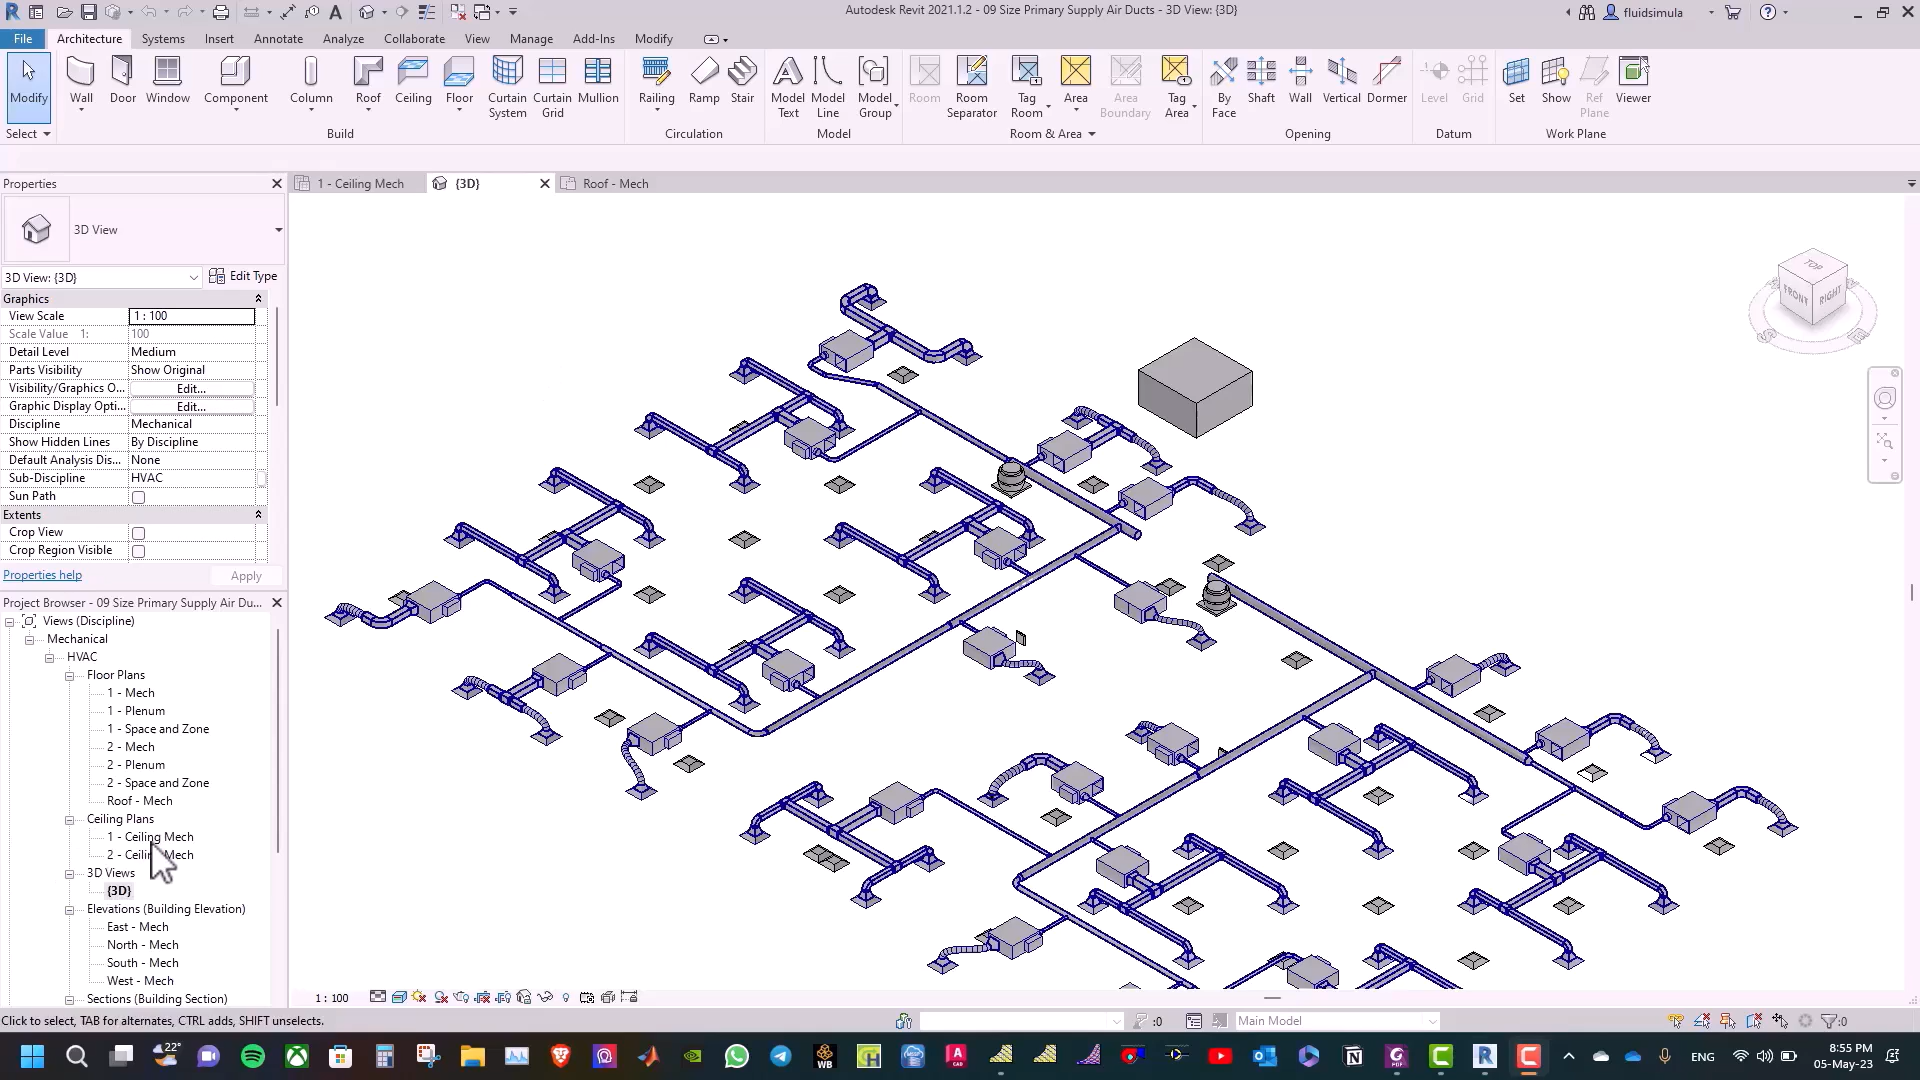 Autodesk Revit 2021.1.2 - 09 Size Primary Supply Air Ducts - 3D View: {3D}
fluidsimula
File Architecture Systems Insert Annotate Analyze Collaborate View Manage Add-Ins Modify
Modify Wall Door Window Component Column Roof Ceiling Floor Curtain System Curtain Grid Mullion Railing Ramp Stair Model Text Model Line Model Group Room Room Separator Tag Room Area Area Boundary Tag Area By Face Shaft Wall Vertical Dormer Level Grid Set Show Ref Plane Viewer
Select Build Circulation Model Room & Area Opening Datum Work Plane
Properties
1 - Ceiling Mech {3D} Roof - Mech
3D View
3D View: {3D} Edit Type
Graphics
View Scale 1 : 100
Scale Value 1: 100
Detail Level Medium
Parts Visibility Show Original
Visibility/Graphics O... Edit...
Graphic Display Opti... Edit...
Discipline Mechanical
Show Hidden Lines By Discipline
Default Analysis Dis... None
Sub-Discipline HVAC
Sun Path
Extents
Crop View
Crop Region Visible
Properties help Apply
Project Browser - 09 Size Primary Supply Air Du...
Views (Discipline)
Mechanical
HVAC
Floor Plans
1 - Mech
1 - Plenum
1 - Space and Zone
2 - Mech
2 - Plenum
2 - Space and Zone
Roof - Mech
Ceiling Plans
1 - Ceiling Mech
2 - Ceilin Mech
3D Views
{3D}
Elevations (Building Elevation)
East - Mech
North - Mech
South - Mech
West - Mech
Sections (Building Section)
TOP
FRONT RIGHT
S E
1 : 100
Click to select, TAB for alternates, CTRL adds, SHIFT unselects.
:0 Main Model :0
22°
ENG
8:55 PM
05-May-23